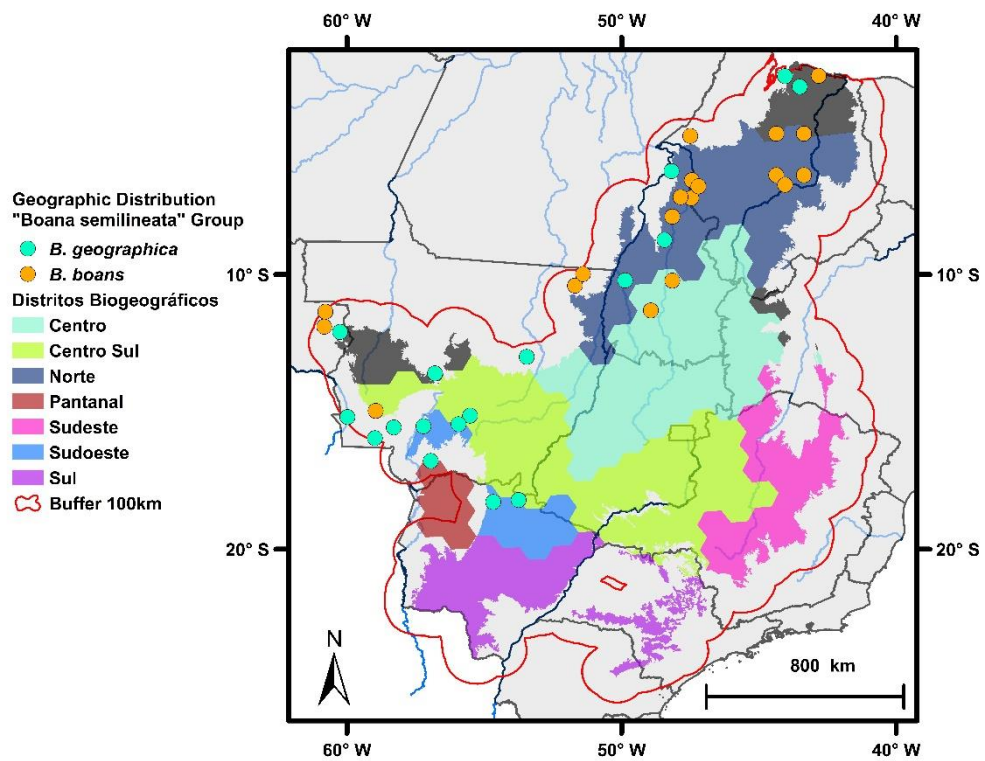 60° W 50° W 40° W
Geographic Distribution
"Boana semilineata" Group
B. geographica
B. boans
Distritos Biogeográficos
Centro
Centro Sul
Norte
Pantanal
Sudeste
Sudoeste
Sul
Buffer 100km
10° S 10° S
20° S 20° S
N
800 km
60° W 50° W 40° W